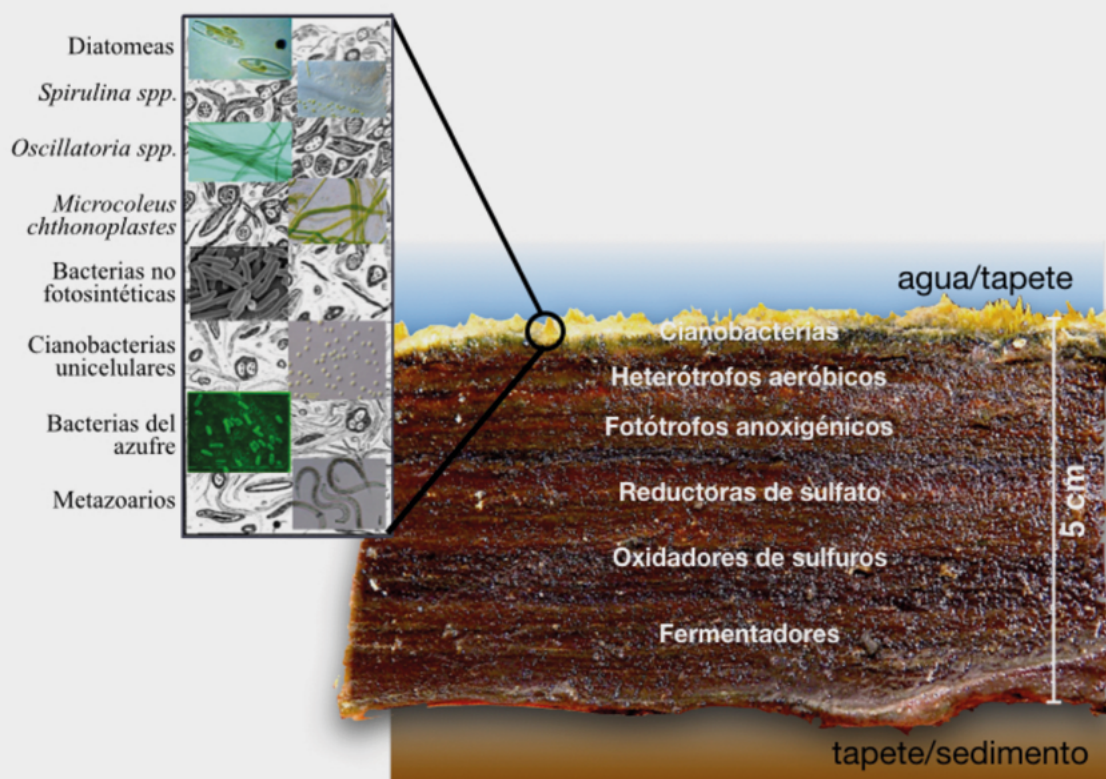 Diatomeas
Spirulina spp.
Oscillatoria spp.
Microcoleus
chthonoplastes
Bacterias no
fotosintéticas
Cianobacterias
unicelulares
Bacterias del
azufre
Metazoarios
agua/tapete
Cianobacterias
Heterótrofos aeróbicos
Fotótrofos anoxigénicos
Reductoras de sulfato
Oxidadores de sulfuros
Fermentadores
5 cm
tapete/sedimento